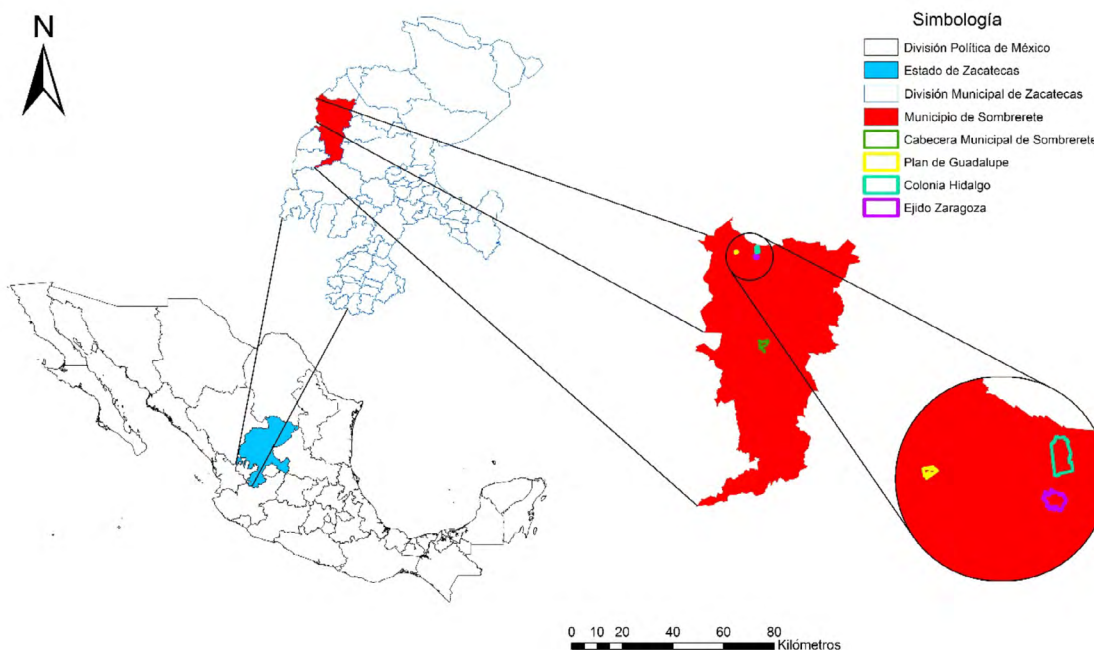 N
Simbología
División Política de México
Estado de Zacatecas
División Municipal de Zacatecas
Municipio de Sombrerete
Cabecera Municipal de Sombrerete
Plan de Guadalupe
Colonia Hidalgo
Ejido Zaragoza
0 10 20 40 60 80
Kilómetros